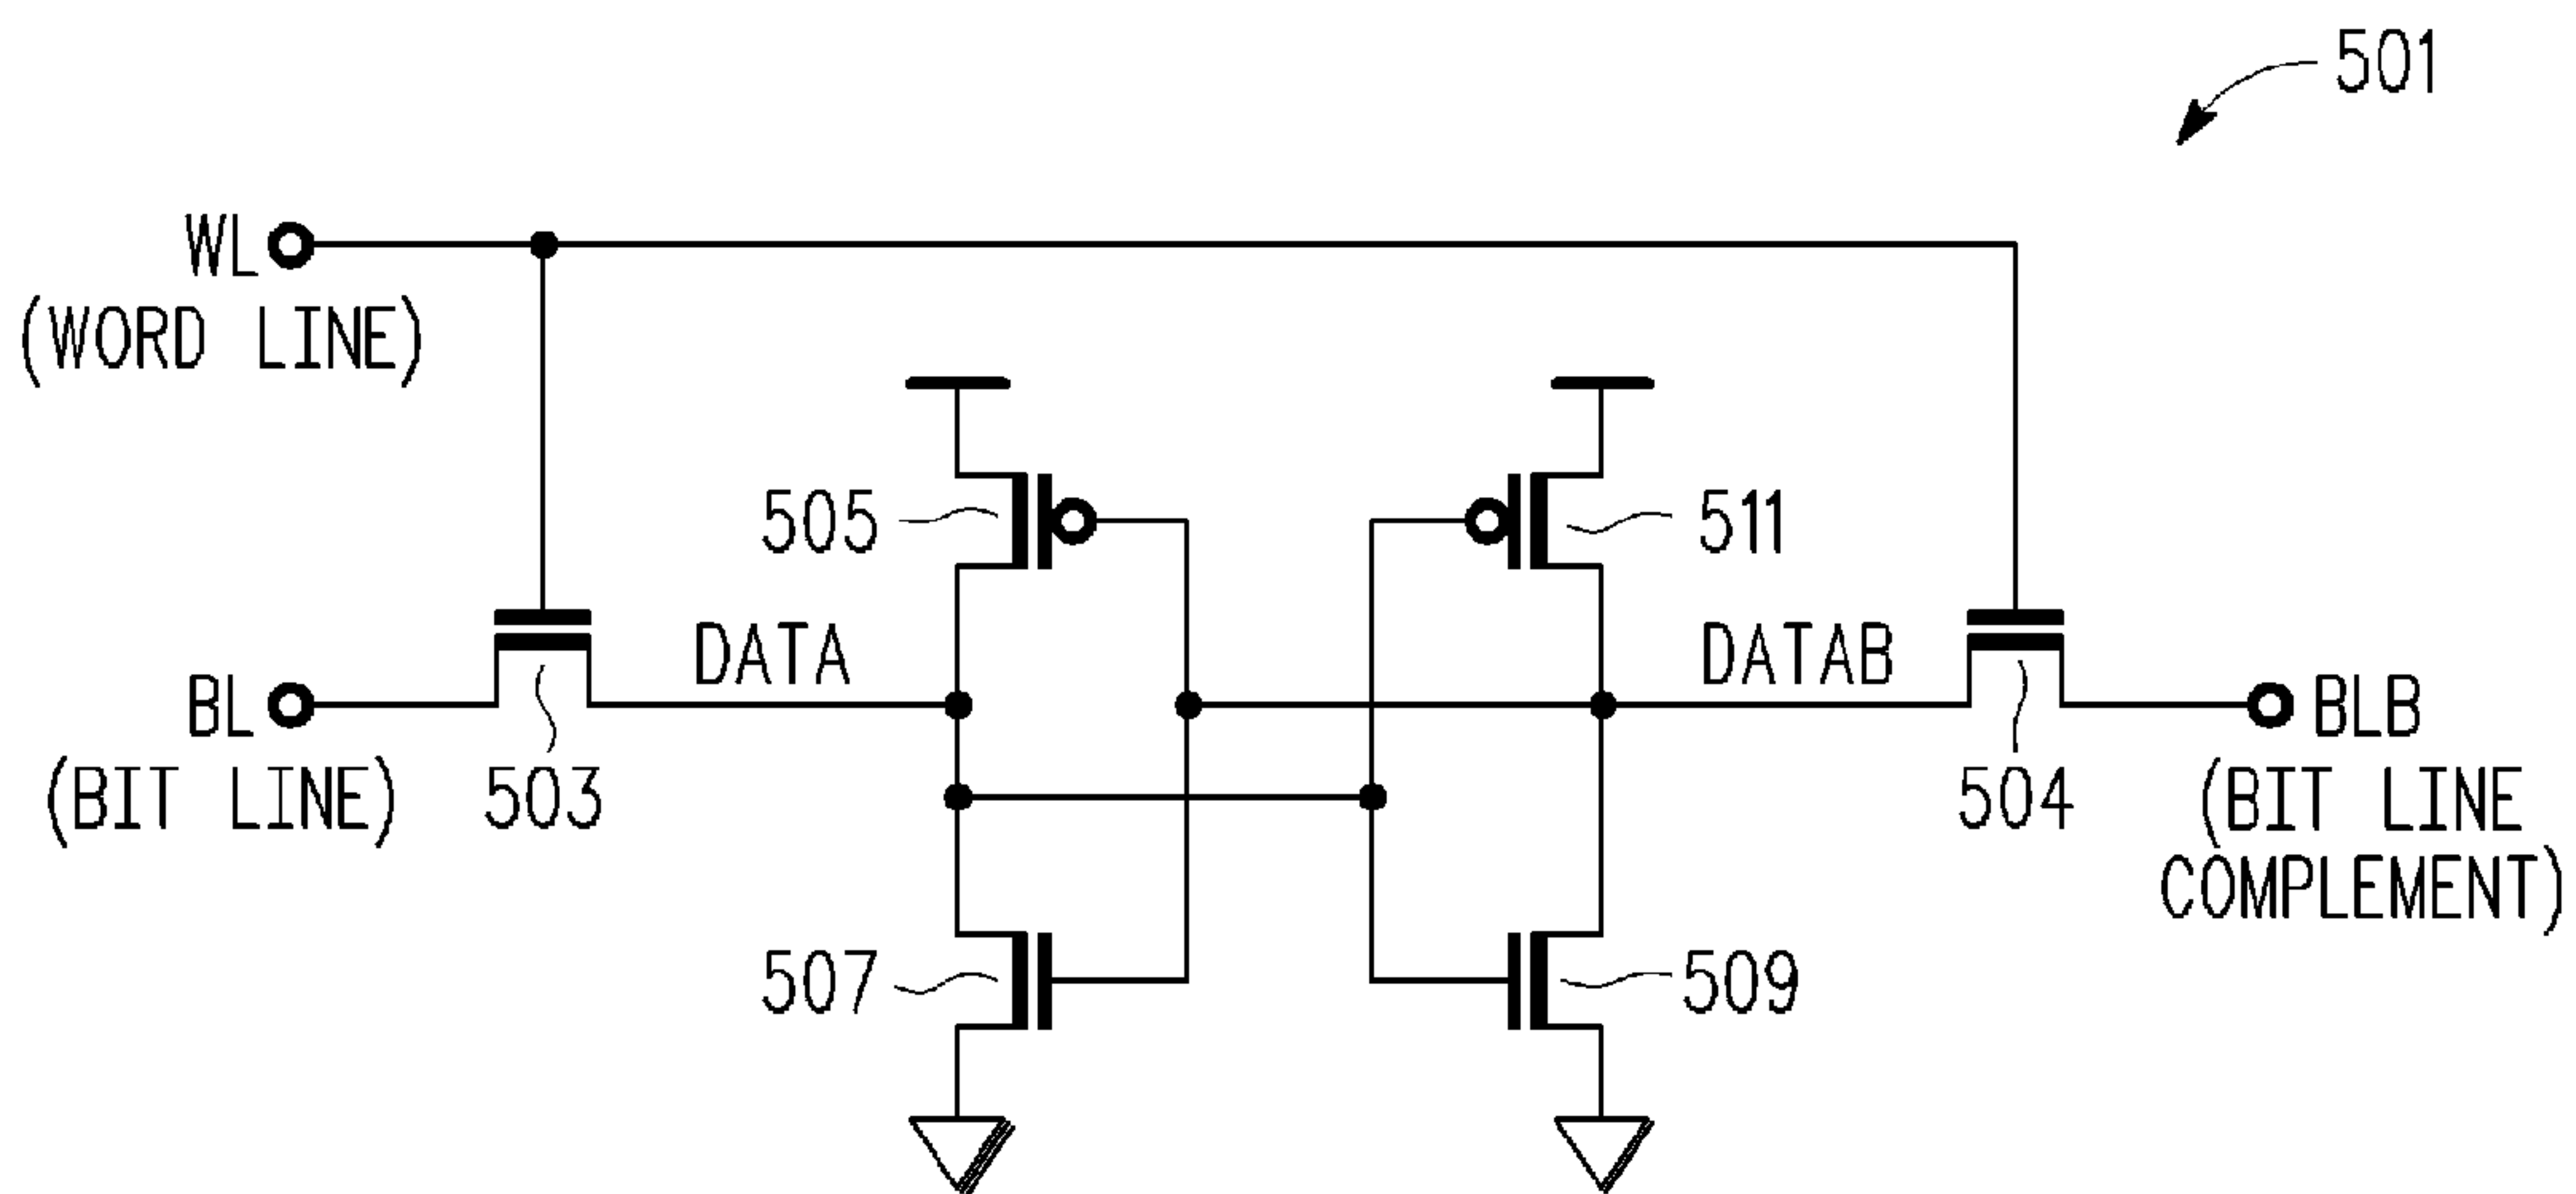 501
WL
(WORD LINE)
505
511
DATA
DATAB
BL
(BIT LINE)
503
504
BLB
(BIT LINE
COMPLEMENT)
507
509